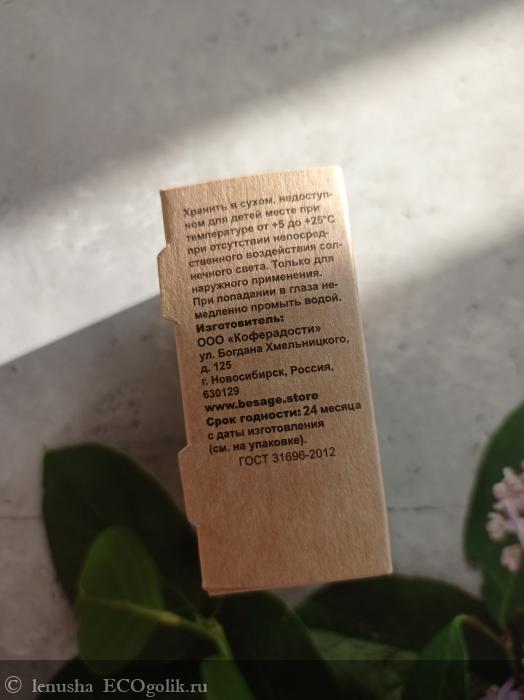 Хранить в сухом, недоступ-
ном для детей месте при
температуре от +5 до +25°С
при отсутствии непосред-
ственного воздействия сол-
нечного света. Только для
наружного применения.
При попадании в глаза не-
медленно промыть водой.
Изготовитель:
ООО «Коферадости»
ул. Богдана Хмельницкого,
д. 125
г. Новосибирск, Россия,
630129
www.besage.store
Срок годности: 24 месяца
с даты изготовления
(см. на упаковке).
ГОСТ 31696-2012
© lenusha ECOgolik.ru